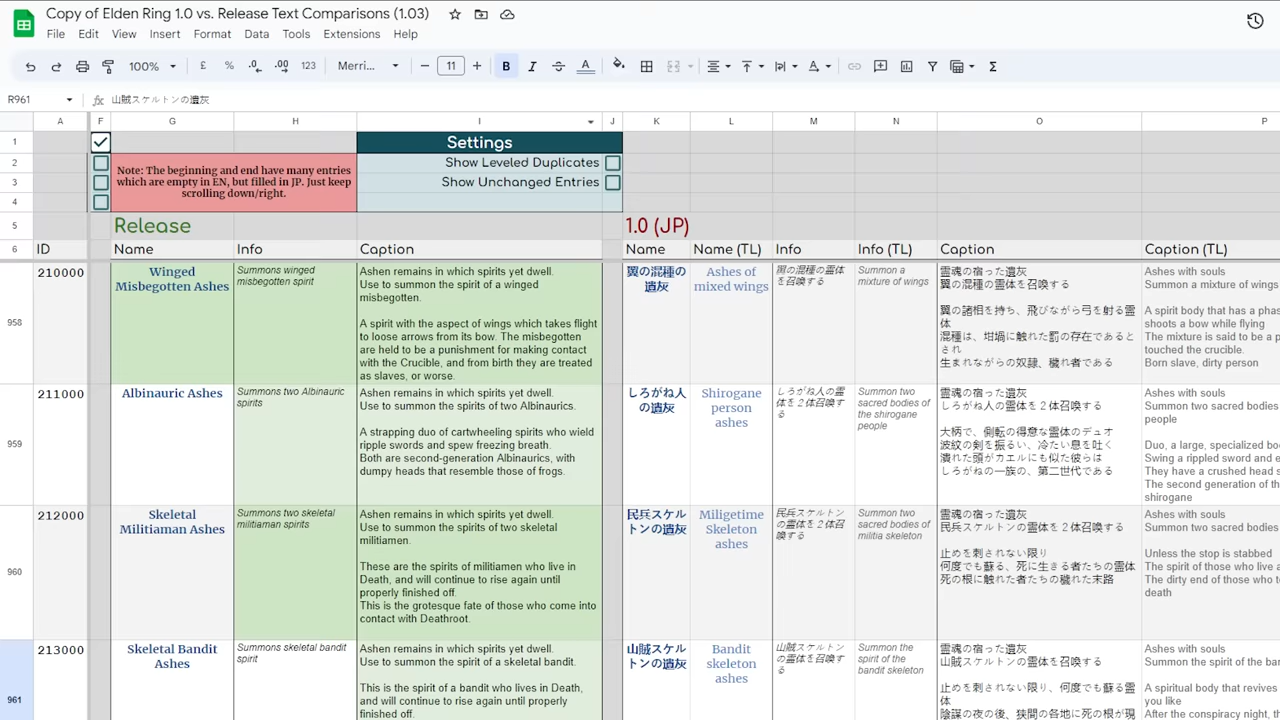 Copy of Elden Ring 1.0 vs. Release Text Comparisons (1.03)
File Edit View Insert Format Data Tools Extensions Help
100% £ % .0 .00 123 Merri... − 11 + B I A A Σ
R961 fx 山賊スケルトンの遺灰
A F G H I J K L M N O P
1 Settings
2 Show Leveled Duplicates
3 Show Unchanged Entries
4
Note: The beginning and end have many entries
which are empty in EN, but filled in JP. Just keep
scrolling down/right.
5 Release 1.0 (JP)
6 ID Name Info Caption Name Name (TL) Info Info (TL) Caption Caption (TL)
958
210000
Winged
Misbegotten Ashes
Summons winged
misbegotten spirit
Ashen remains in which spirits yet dwell.
Use to summon the spirit of a winged
misbegotten.
A spirit with the aspect of wings which takes flight
to loose arrows from its bow. The misbegotten
are held to be a punishment for making contact
with the Crucible, and from birth they are treated
as slaves, or worse.
翼の混種の
遺灰
Ashes of
mixed wings
翼の混種の霊体
を召喚する
Summon a
mixture of wings
霊魂の宿った遺灰
翼の混種の霊体を召喚する
翼の諸相を持ち、飛びながら弓を射る霊
体
混種は、坩堝に触れた罰の存在であると
され
生まれながらの奴隷、穢れ者である
Ashes with souls
Summon a mixture of wings
A spirit body that has a phas
shoots a bow while flying
The mixture is said to be a p
touched the crucible.
Born slave, dirty person
959
211000
Albinauric Ashes
Summons two Albinauric
spirits
Ashen remains in which spirits yet dwell.
Use to summon the spirits of two Albinaurics.
A strapping duo of cartwheeling spirits who wield
ripple swords and spew freezing breath.
Both are second-generation Albinaurics, with
dumpy heads that resemble those of frogs.
しろがね人
の遺灰
Shirogane
person
ashes
しろがね人の霊
体を２体召喚す
る
Summon two
sacred bodies of
the shirogane
people
霊魂の宿った遺灰
しろがね人の霊体を２体召喚する
大柄で、側転の得意な霊体のデュオ
波紋の剣を振るい、冷たい息を吐く
潰れた頭がカエルにも似た彼らは
しろがねの一族の、第二世代である
Ashes with souls
Summon two sacred bodies
people
Duo, a large, specialized bo
Swing a rippled sword and e
They have a crushed head s
The second generation of th
shirogane
960
212000
Skeletal
Militiaman Ashes
Summons two skeletal
militiaman spirits
Ashen remains in which spirits yet dwell.
Use to summon the spirits of two skeletal
militiamen.
These are the spirits of militiamen who live in
Death, and will continue to rise again until
properly finished off.
This is the grotesque fate of those who come into
contact with Deathroot.
民兵スケル
トンの遺灰
Miligetime
Skeleton
ashes
民兵スケルトン
の霊体を２体召
喚する
Summon two
sacred bodies of
militia skeleton
霊魂の宿った遺灰
民兵スケルトンの霊体を２体召喚する
止めを刺されない限り
何度でも蘇る、死に生きる者たちの霊体
死の根に触れた者たちの穢れた末路
Ashes with souls
Summon two sacred bodies
Unless the stop is stabbed
The spirit of those who live a
The dirty end of those who t
death
961
213000
Skeletal Bandit
Ashes
Summons skeletal bandit
spirit
Ashen remains in which spirits yet dwell.
Use to summon the spirit of a skeletal bandit.
This is the spirit of a bandit who lives in Death,
and will continue to rise again until properly
finished off.
山賊スケル
トンの遺灰
Bandit
skeleton
ashes
山賊スケルトン
の霊体を召喚す
る
Summon the
spirit of the
bandit skeleton
霊魂の宿った遺灰
山賊スケルトンの霊体を召喚する
止めを刺されない限り、何度でも蘇る霊
体
陰謀の夜の後、狭間の各地に死の根が現
Ashes with souls
Summon the spirit of the ban
A spiritual body that revives
you like
After the conspiracy night, th